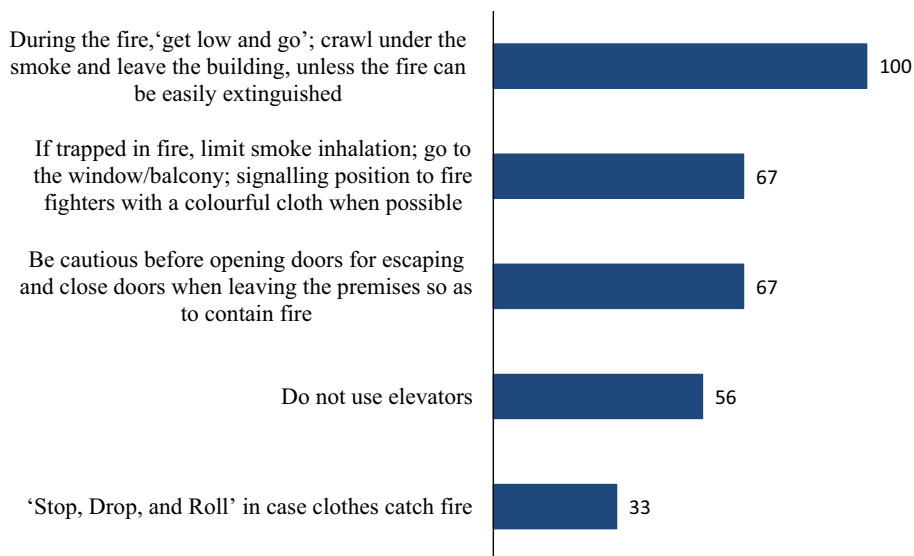 During the fire,‘get low and go’; crawl under the
smoke and leave the building, unless the fire can
be easily extinguished
100
If trapped in fire, limit smoke inhalation; go to
the window/balcony; signalling position to fire
fighters with a colourful cloth when possible
67
Be cautious before opening doors for escaping
and close doors when leaving the premises so as
to contain fire
67
Do not use elevators
56
‘Stop, Drop, and Roll’ in case clothes catch fire
33